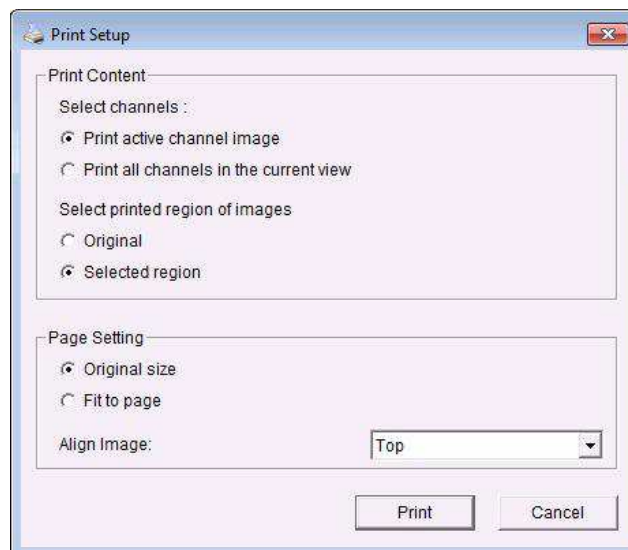 Print Setup
Print Content
Select channels :
Print active channel image
Print all channels in the current view
Select printed region of images
Original
Selected region
Page Setting
Original size
Fit to page
Align Image: Top
Print Cancel